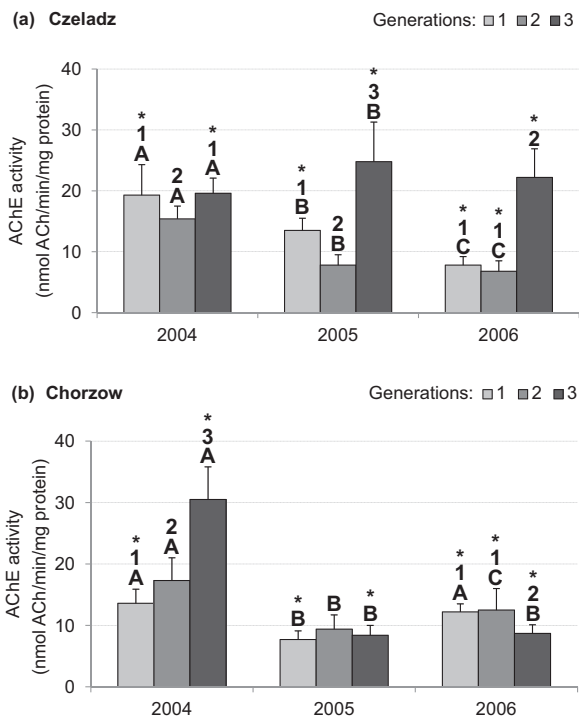 (a) Czeladz
Generations: 1 2 3
AChE activity
(nmol ACh/min/mg protein)
40
30
20
10
0
*
1
A
2
A
*
1
A
*
1
B
2
B
*
3
B
*
1
C
*
1
C
*
2
2004 2005 2006
(b) Chorzow
Generations: 1 2 3
AChE activity
(nmol ACh/min/mg protein)
40
30
20
10
0
*
1
A
2
A
*
3
A
*
B
B
*
B
*
1
A
*
1
C
*
2
B
2004 2005 2006